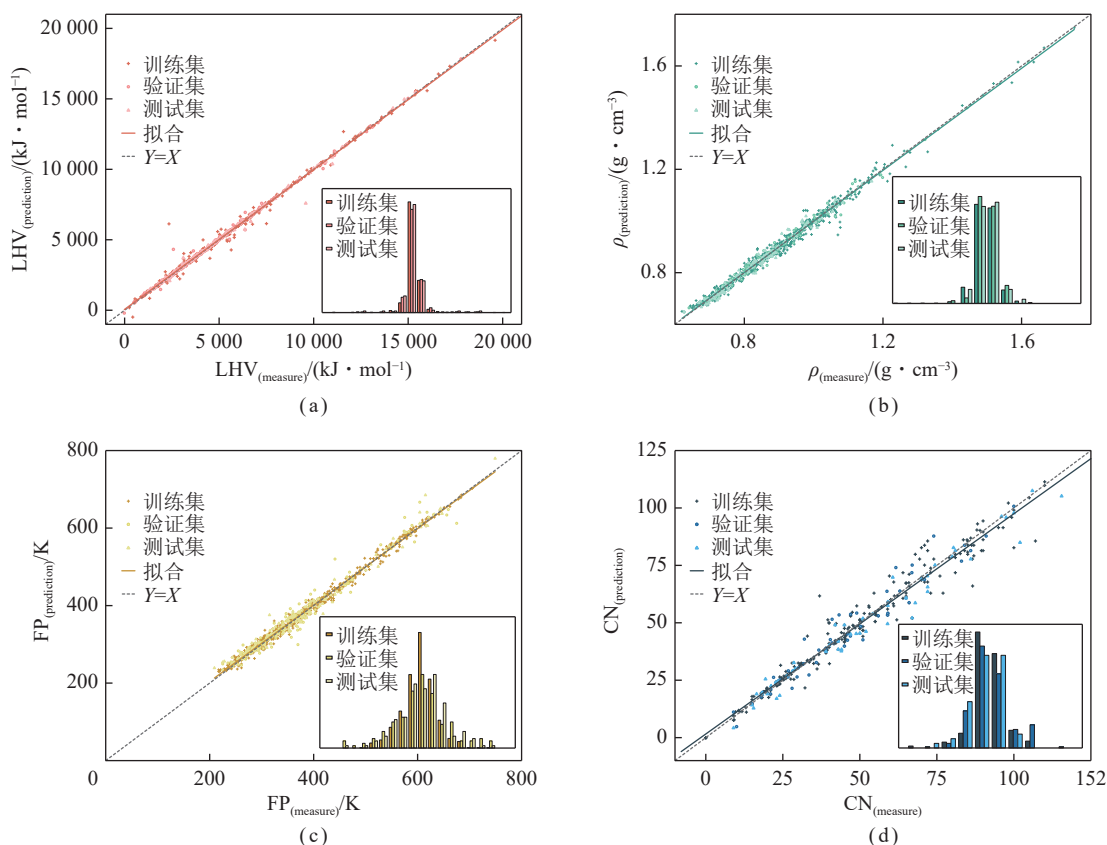 20 000
15 000
10 000
5 000
0
LHV(prediction)/(kJ·mol⁻¹)
训练集
验证集
测试集
拟合
Y=X
训练集
验证集
测试集
0
5 000
10 000
15 000
20 000
LHV(measure)/(kJ·mol⁻¹)
(a)
1.6
1.2
1.0
0.8
ρ(prediction)/(g·cm⁻³)
训练集
验证集
测试集
拟合
Y=X
训练集
验证集
测试集
0.8
1.2
1.6
ρ(measure)/(g·cm⁻³)
(b)
800
600
400
200
0
FP(prediction)/K
训练集
验证集
测试集
拟合
Y=X
训练集
验证集
测试集
200
400
600
800
FP(measure)/K
(c)
125
100
75
50
25
0
CN(prediction)
训练集
验证集
测试集
拟合
Y=X
训练集
验证集
测试集
0
25
50
75
100
152
CN(measure)
(d)